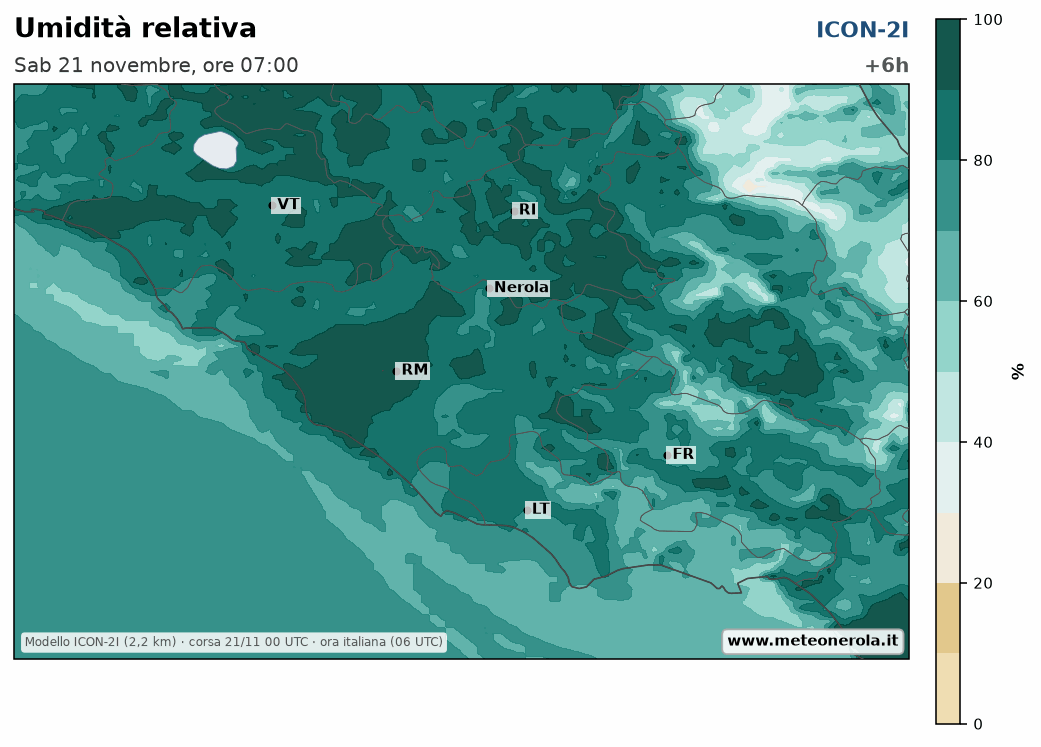 Umidità relativa
ICON-2I
Sab 21 novembre, ore 07:00
+6h
100
80
60
40
20
0
%
VT
RI
Nerola
RM
FR
LT
Modello ICON-2I (2,2 km) · corsa 21/11 00 UTC · ora italiana (06 UTC)
www.meteonerola.it